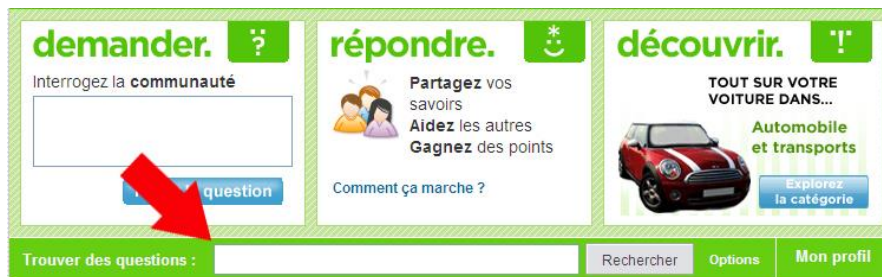 demander.
Interrogez la communauté
question
répondre.
Partagez vos
savoirs
Aidez les autres
Gagnez des points
Comment ça marche ?
découvrir.
TOUT SUR VOTRE
VOITURE DANS...
Automobile
et transports
Explorez
la catégorie
Trouver des questions :
Rechercher
Options
Mon profil